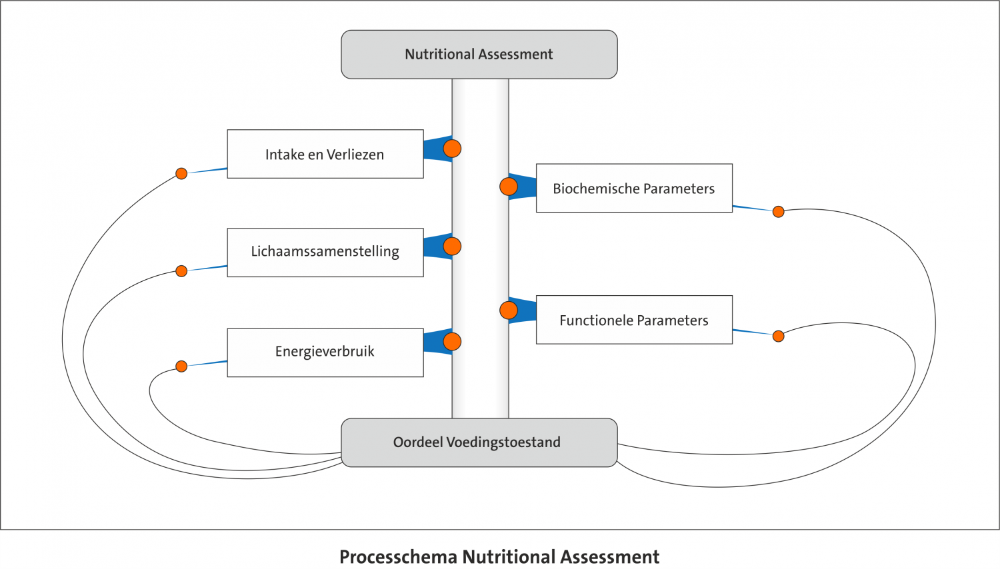 Nutritional Assessment
Intake en Verliezen
Biochemische Parameters
Lichaamssamenstelling
Functionele Parameters
Energieverbruik
Oordeel Voedingstoestand
Processchema Nutritional Assessment